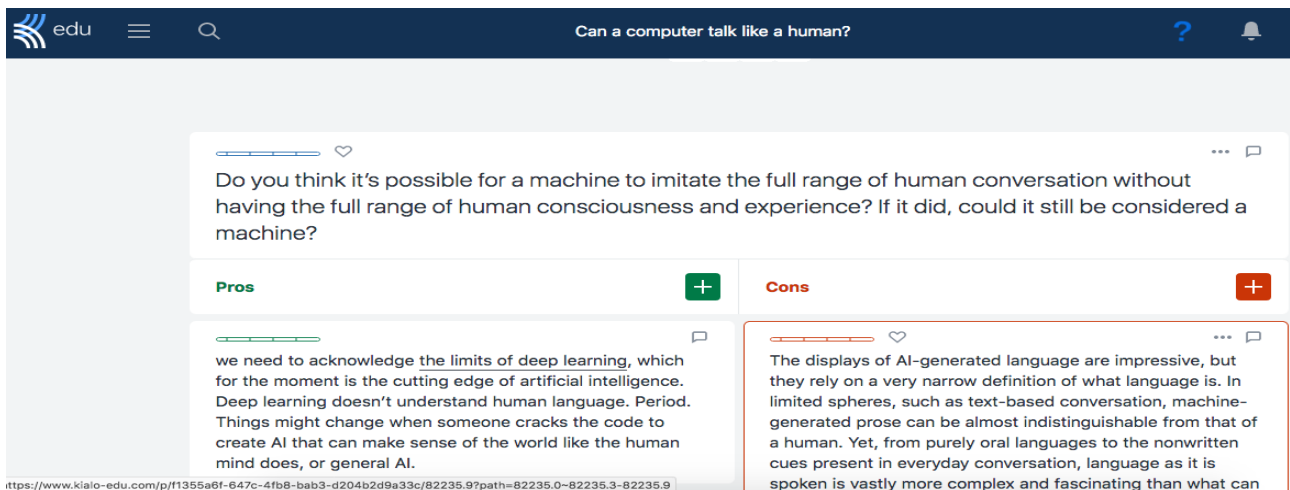 edu
Can a computer talk like a human?
?
Do you think it's possible for a machine to imitate the full range of human conversation without
having the full range of human consciousness and experience? If it did, could it still be considered a
machine?
Pros
Cons
we need to acknowledge the limits of deep learning, which
for the moment is the cutting edge of artificial intelligence.
Deep learning doesn't understand human language. Period.
Things might change when someone cracks the code to
create AI that can make sense of the world like the human
mind does, or general AI.
The displays of AI-generated language are impressive, but
they rely on a very narrow definition of what language is. In
limited spheres, such as text-based conversation, machine-
generated prose can be almost indistinguishable from that of
a human. Yet, from purely oral languages to the nonwritten
cues present in everyday conversation, language as it is
spoken is vastly more complex and fascinating than what can
ttps://www.kialo-edu.com/p/f1355a6f-647c-4fb8-bab3-d204b2d9a33c/82235.9?path=82235.0~82235.3-82235.9